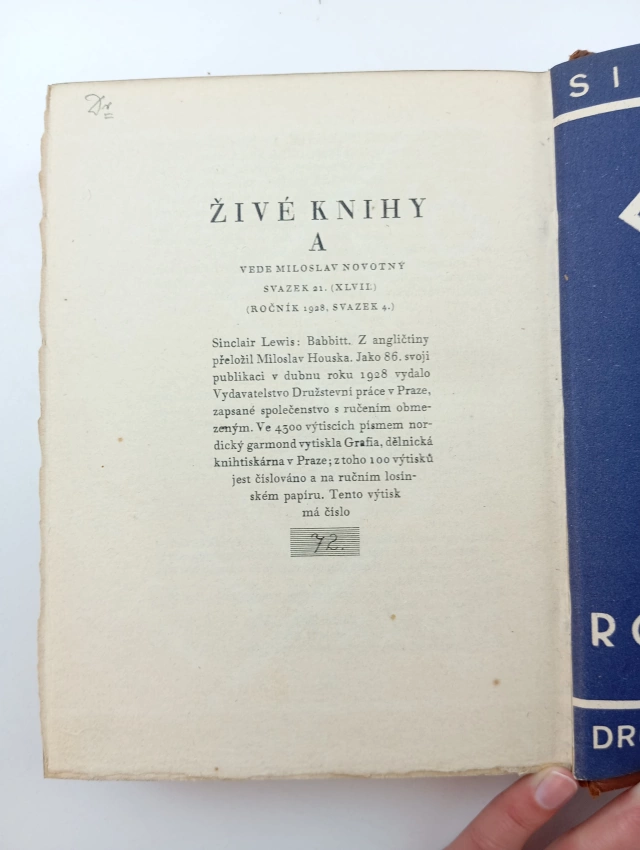 Dr
ŽIVÉ KNIHY
A
VEDE MILOSLAV NOVOTNÝ
SVAZEK 21. (XLVII.)
(ROČNÍK 1928, SVAZEK 4.)
Sinclair Lewis: Babbitt. Z angličtiny
přeložil Miloslav Houska. Jako 86. svoji
publikaci v dubnu roku 1928 vydalo
Vydavatelstvo Družstevní práce v Praze,
zapsané společenstvo s ručením obme-
zeným. Ve 4300 výtiscích písmem nor-
dický garmond vytiskla Grafia, dělnická
knihtiskárna v Praze; z toho 100 výtisků
jest číslováno a na ručním losín-
ském papíru. Tento výtisk
má číslo
72.
SI
R
DR